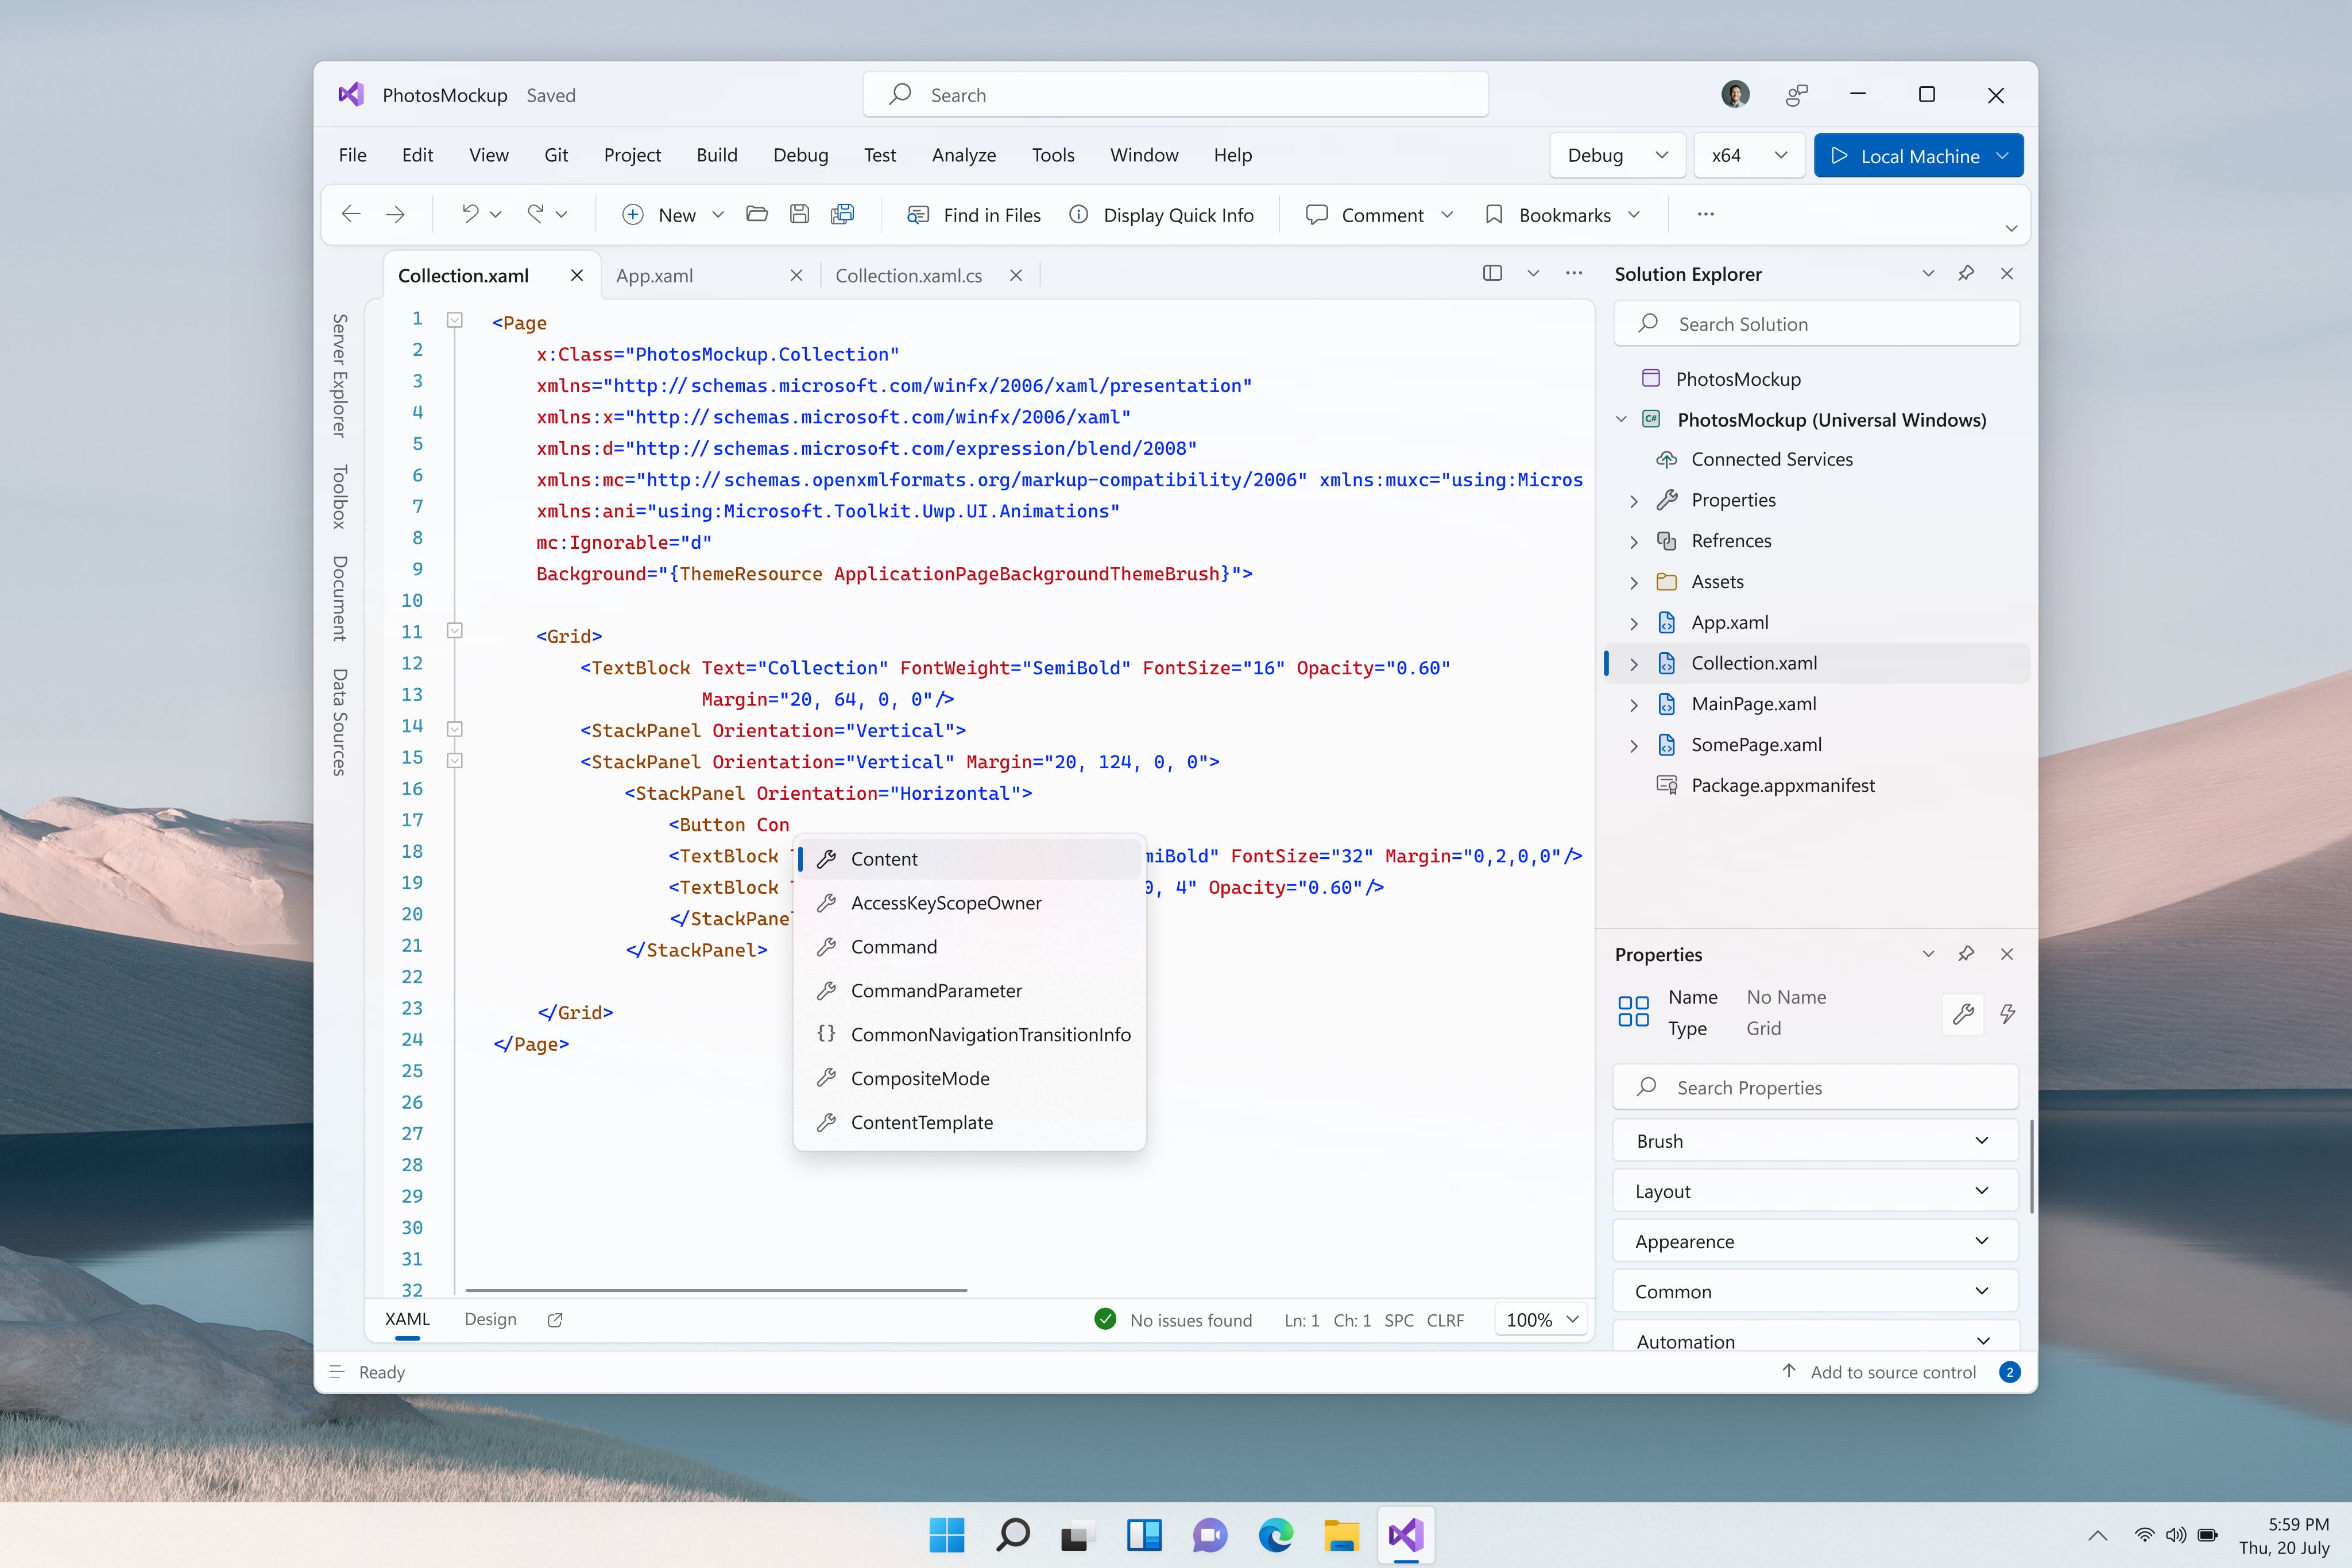 PhotosMockup Saved
Search
File Edit View Git Project Build Debug Test Analyze Tools Window Help
Debug x64 Local Machine
New Find in Files Display Quick Info Comment Bookmarks
Collection.xaml App.xaml Collection.xaml.cs
Server Explorer
Toolbox
Document
Data Sources
1 <Page
2 x:Class="PhotosMockup.Collection"
3 xmlns="http://schemas.microsoft.com/winfx/2006/xaml/presentation"
4 xmlns:x="http://schemas.microsoft.com/winfx/2006/xaml"
5 xmlns:d="http://schemas.microsoft.com/expression/blend/2008"
6 xmlns:mc="http://schemas.openxmlformats.org/markup-compatibility/2006" xmlns:muxc="using:Micros
7 xmlns:ani="using:Microsoft.Toolkit.Uwp.UI.Animations"
8 mc:Ignorable="d"
9 Background="{ThemeResource ApplicationPageBackgroundThemeBrush}">
10
11 <Grid>
12 <TextBlock Text="Collection" FontWeight="SemiBold" FontSize="16" Opacity="0.60"
13 Margin="20, 64, 0, 0"/>
14 <StackPanel Orientation="Vertical">
15 <StackPanel Orientation="Vertical" Margin="20, 124, 0, 0">
16 <StackPanel Orientation="Horizontal">
17 <Button Con
18 <TextBlock miBold" FontSize="32" Margin="0,2,0,0"/>
19 <TextBlock 0, 4" Opacity="0.60"/>
20 </StackPane
21 </StackPanel>
22
23 </Grid>
24 </Page>
25
26
27
28
29
30
31
32
Content
AccessKeyScopeOwner
Command
CommandParameter
{} CommonNavigationTransitionInfo
CompositeMode
ContentTemplate
XAML Design No issues found Ln: 1 Ch: 1 SPC CLRF 100%
Solution Explorer
Search Solution
PhotosMockup
C# PhotosMockup (Universal Windows)
Connected Services
Properties
Refrences
Assets
App.xaml
Collection.xaml
MainPage.xaml
SomePage.xaml
Package.appxmanifest
Properties
Name No Name
Type Grid
Search Properties
Brush
Layout
Appearence
Common
Automation
Ready Add to source control 2
5:59 PM
Thu, 20 July